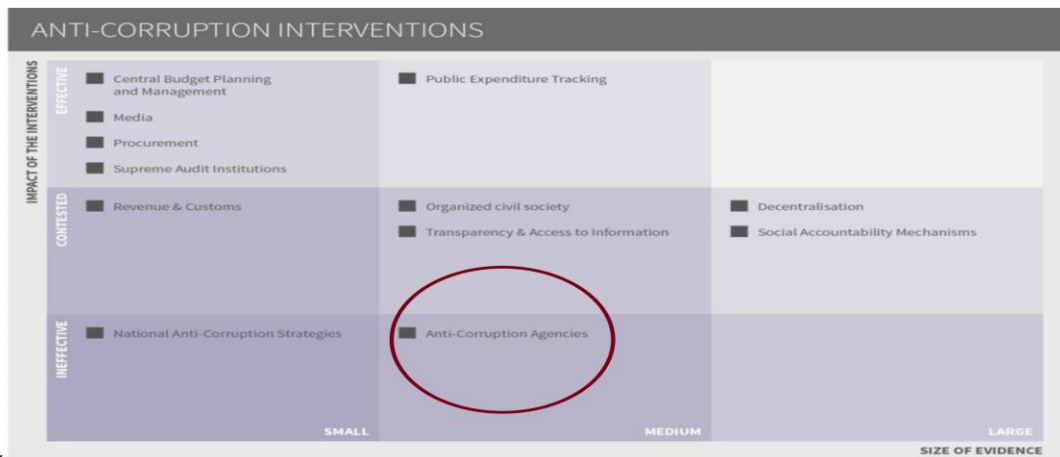 ANTI-CORRUPTION INTERVENTIONS
IMPACT OF THE INTERVENTIONS
EFFECTIVE
Central Budget Planning
and Management
Media
Procurement
Supreme Audit Institutions
Public Expenditure Tracking
CONTESTED
Revenue & Customs
Organized civil society
Transparency & Access to Information
Decentralisation
Social Accountability Mechanisms
INEFFECTIVE
National Anti-Corruption Strategies
Anti-Corruption Agencies
SMALL
MEDIUM
LARGE
SIZE OF EVIDENCE